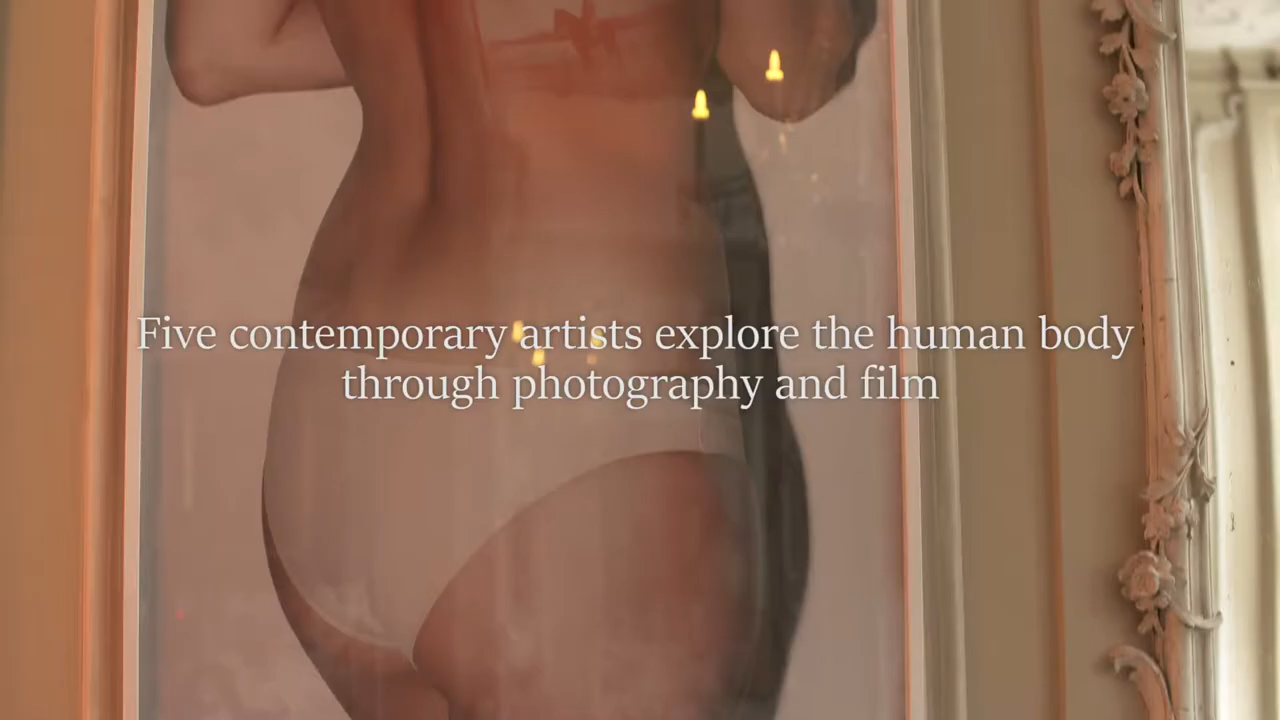 Five contemporary artists explore the human body
through photography and film